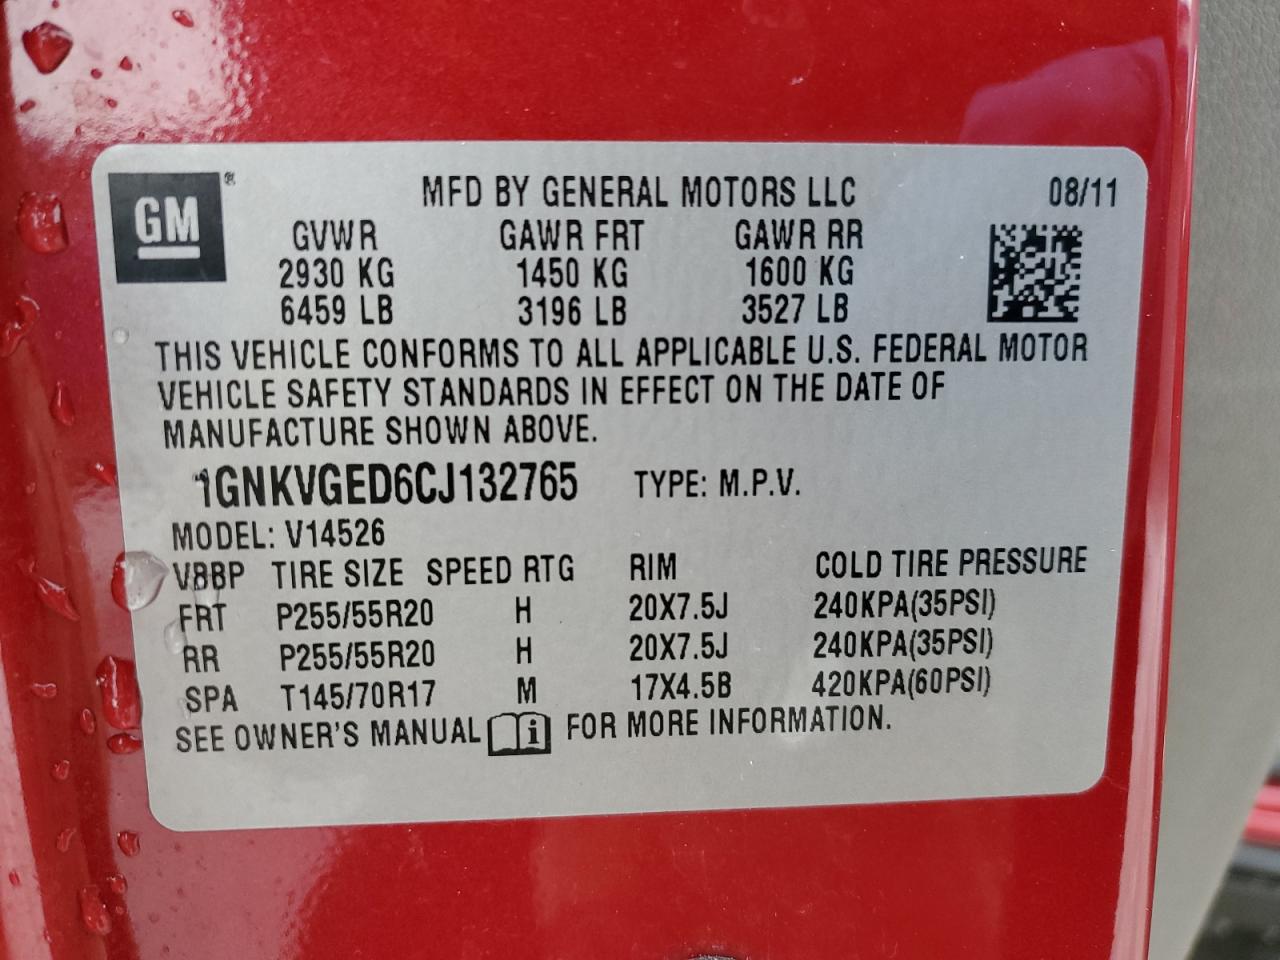 GM ®
MFD BY GENERAL MOTORS LLC 08/11
GVWR GAWR FRT GAWR RR
2930 KG 1450 KG 1600 KG
6459 LB 3196 LB 3527 LB
THIS VEHICLE CONFORMS TO ALL APPLICABLE U.S. FEDERAL MOTOR
VEHICLE SAFETY STANDARDS IN EFFECT ON THE DATE OF
MANUFACTURE SHOWN ABOVE.
1GNKVGED6CJ132765 TYPE: M.P.V.
MODEL: V14526
VBBP TIRE SIZE SPEED RTG RIM COLD TIRE PRESSURE
FRT P255/55R20 H 20X7.5J 240KPA(35PSI)
RR P255/55R20 H 20X7.5J 240KPA(35PSI)
SPA T145/70R17 M 17X4.5B 420KPA(60PSI)
SEE OWNER'S MANUAL i FOR MORE INFORMATION.